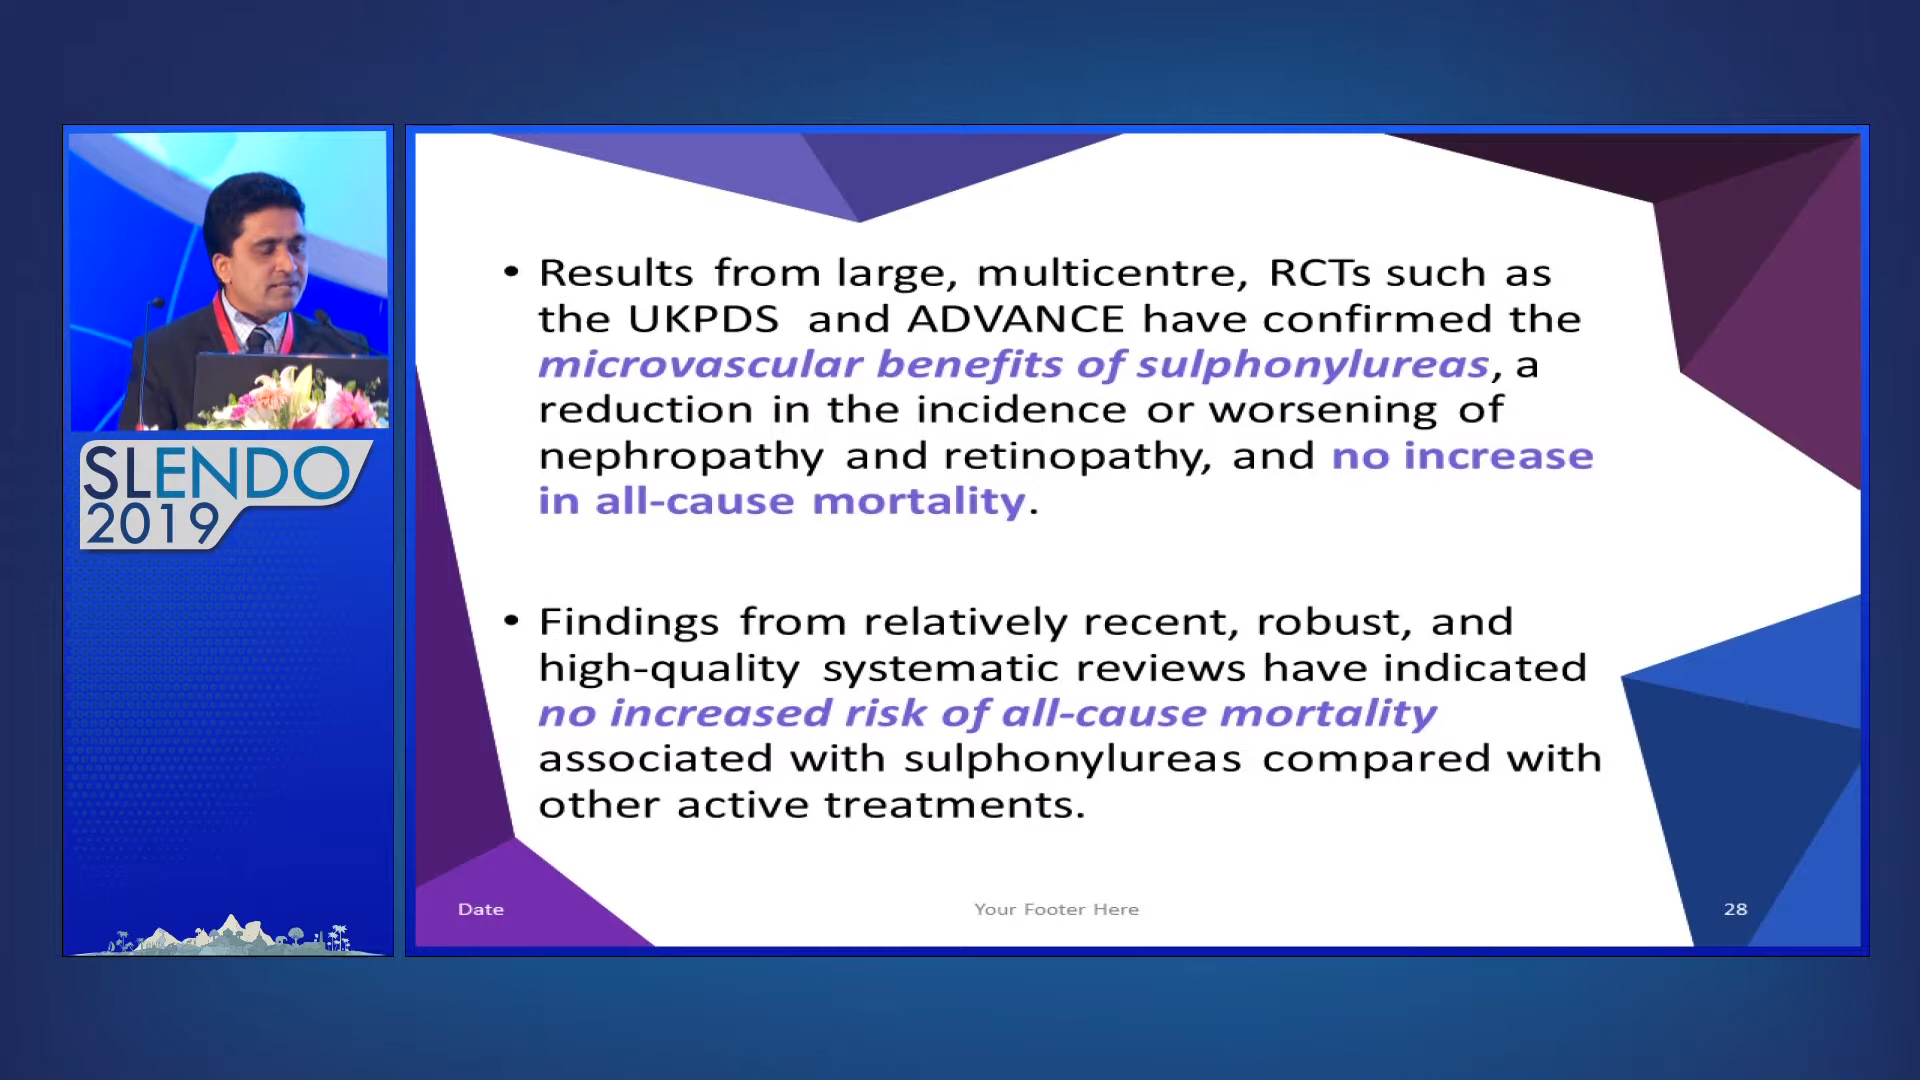 SLENDO
2019
• Results from large, multicentre, RCTs such as
the UKPDS and ADVANCE have confirmed the
microvascular benefits of sulphonylureas, a
reduction in the incidence or worsening of
nephropathy and retinopathy, and no increase
in all-cause mortality.
• Findings from relatively recent, robust, and
high-quality systematic reviews have indicated
no increased risk of all-cause mortality
associated with sulphonylureas compared with
other active treatments.
Date
Your Footer Here
28